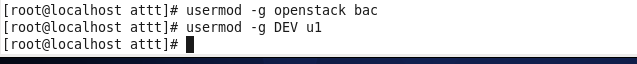 [root@localhost attt]# usermod -g openstack bac
[root@localhost attt]# usermod -g DEV u1
[root@localhost attt]#